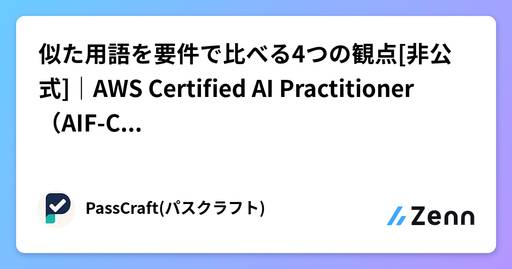 似た用語を要件で比べる4つの観点[非公
式]｜AWS Certified AI Practitioner
（AIF-C...
PassCraft(パスクラフト)
Zenn